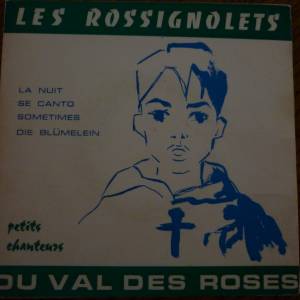 LES ROSSIGNOLETS
LA NUIT
SE CANTO
SOMETIMES
DIE BLÜMELEIN
petits
chanteurs
DU VAL DES ROSES